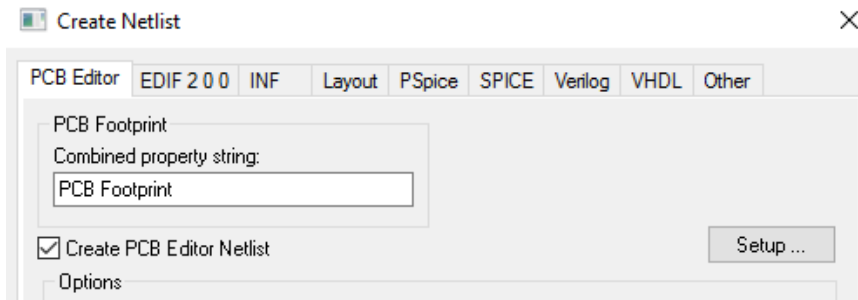 Create Netlist
PCB Editor EDIF 2 0 0 INF Layout PSpice SPICE Verilog VHDL Other
PCB Footprint
Combined property string:
PCB Footprint
Create PCB Editor Netlist
Setup ...
Options